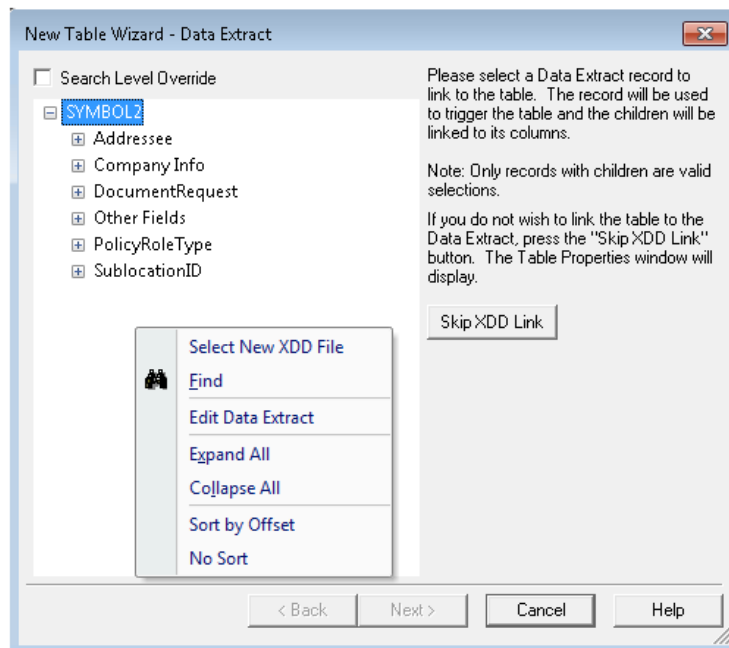 New Table Wizard - Data Extract
Search Level Override
SYMBOL2
Addressee
Company Info
DocumentRequest
Other Fields
PolicyRoleType
SublocationID
Please select a Data Extract record to
link to the table. The record will be used
to trigger the table and the children will be
linked to its columns.
Note: Only records with children are valid
selections.
If you do not wish to link the table to the
Data Extract, press the "Skip XDD Link"
button. The Table Properties window will
display.
Skip XDD Link
Select New XDD File
Find
Edit Data Extract
Expand All
Collapse All
Sort by Offset
No Sort
< Back
Next >
Cancel
Help